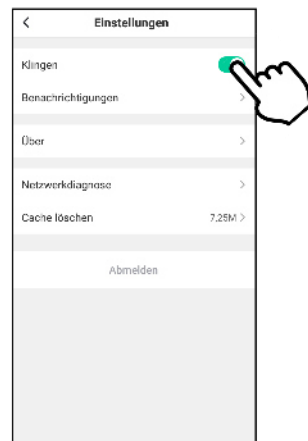 Einstellungen
Klingen
Benachrichtigungen
Über
Netzwerkdiagnose
Cache löschen 7,25M
Abmelden